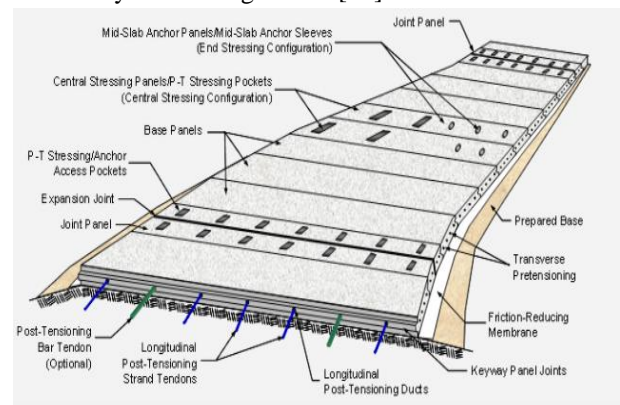 Joint Panel
Mid-Slab Anchor Panels/Mid-Slab Anchor Sleeves
(End Stressing Configuration)
Central Stressing Panels/P-T Stressing Pockets
(Central Stressing Configuration)
Base Panels
P-T Stressing/Anchor
Access Pockets
Expansion Joint
Joint Panel
Prepared Base
Transverse
Pretensioning
Friction-Reducing
Membrane
Keyway Panel Joints
Post-Tensioning
Bar Tendon
(Optional)
Longitudinal
Post-Tensioning
Strand Tendons
Longitudinal
Post-Tensioning Ducts